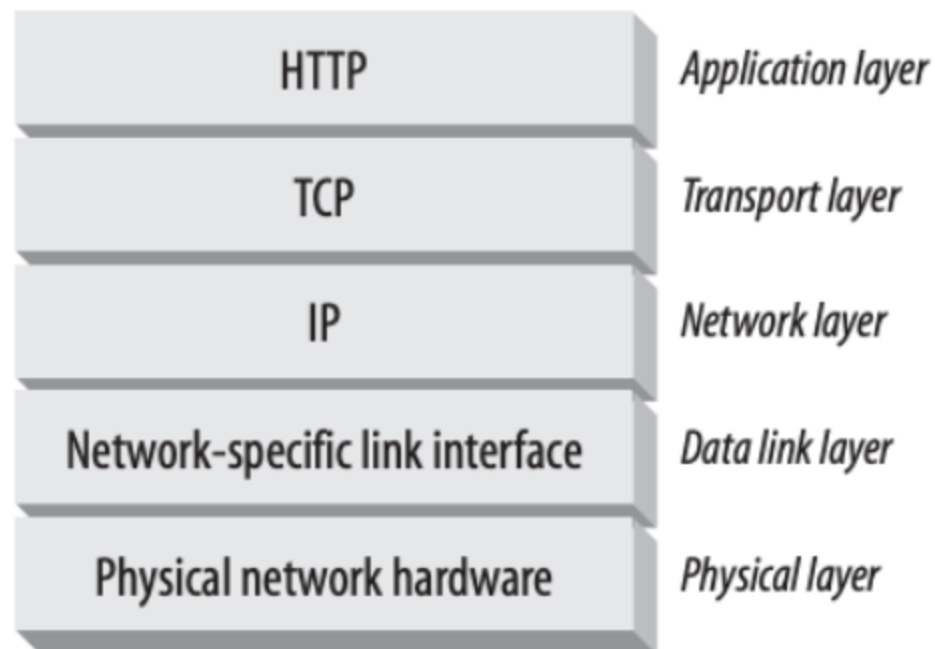 HTTP
Application layer
TCP
Transport layer
IP
Network layer
Network-specific link interface
Data link layer
Physical network hardware
Physical layer